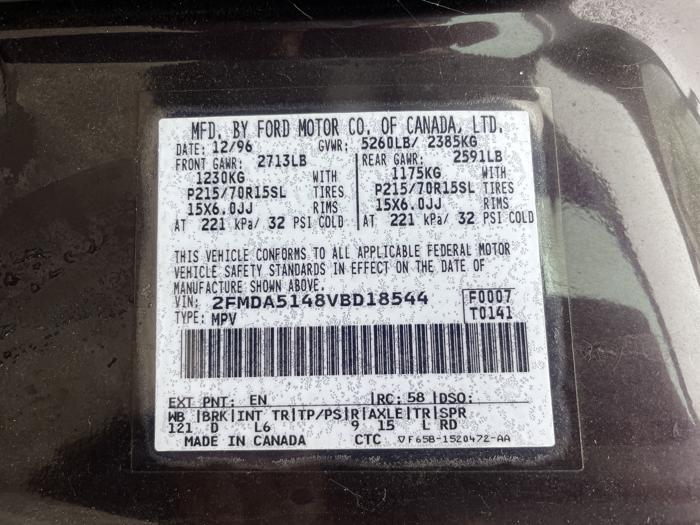 MFD. BY FORD MOTOR CO. OF CANADA, LTD.
DATE: 12/96 GVWR: 5260LB/ 2385KG
FRONT GAWR: 2713LB REAR GAWR: 2591LB
1230KG WITH 1175KG WITH
P215/70R15SL TIRES P215/70R15SL TIRES
15X6.0JJ RIMS 15X6.0JJ RIMS
AT 221 kPa/ 32 PSI COLD AT 221 kPa/ 32 PSI COLD
THIS VEHICLE CONFORMS TO ALL APPLICABLE FEDERAL MOTOR
VEHICLE SAFETY STANDARDS IN EFFECT ON THE DATE OF
MANUFACTURE SHOWN ABOVE.
VIN: 2FMDA5148VBD18544 F0007
TYPE: MPV T0141
EXT PNT: EN |RC: 58 |DSO:
WB |BRK|INT TR|TP/PS|R|AXLE|TR|SPR
121 D L6 9 15 L RD
MADE IN CANADA CTC ▽F65B-1520472-AA